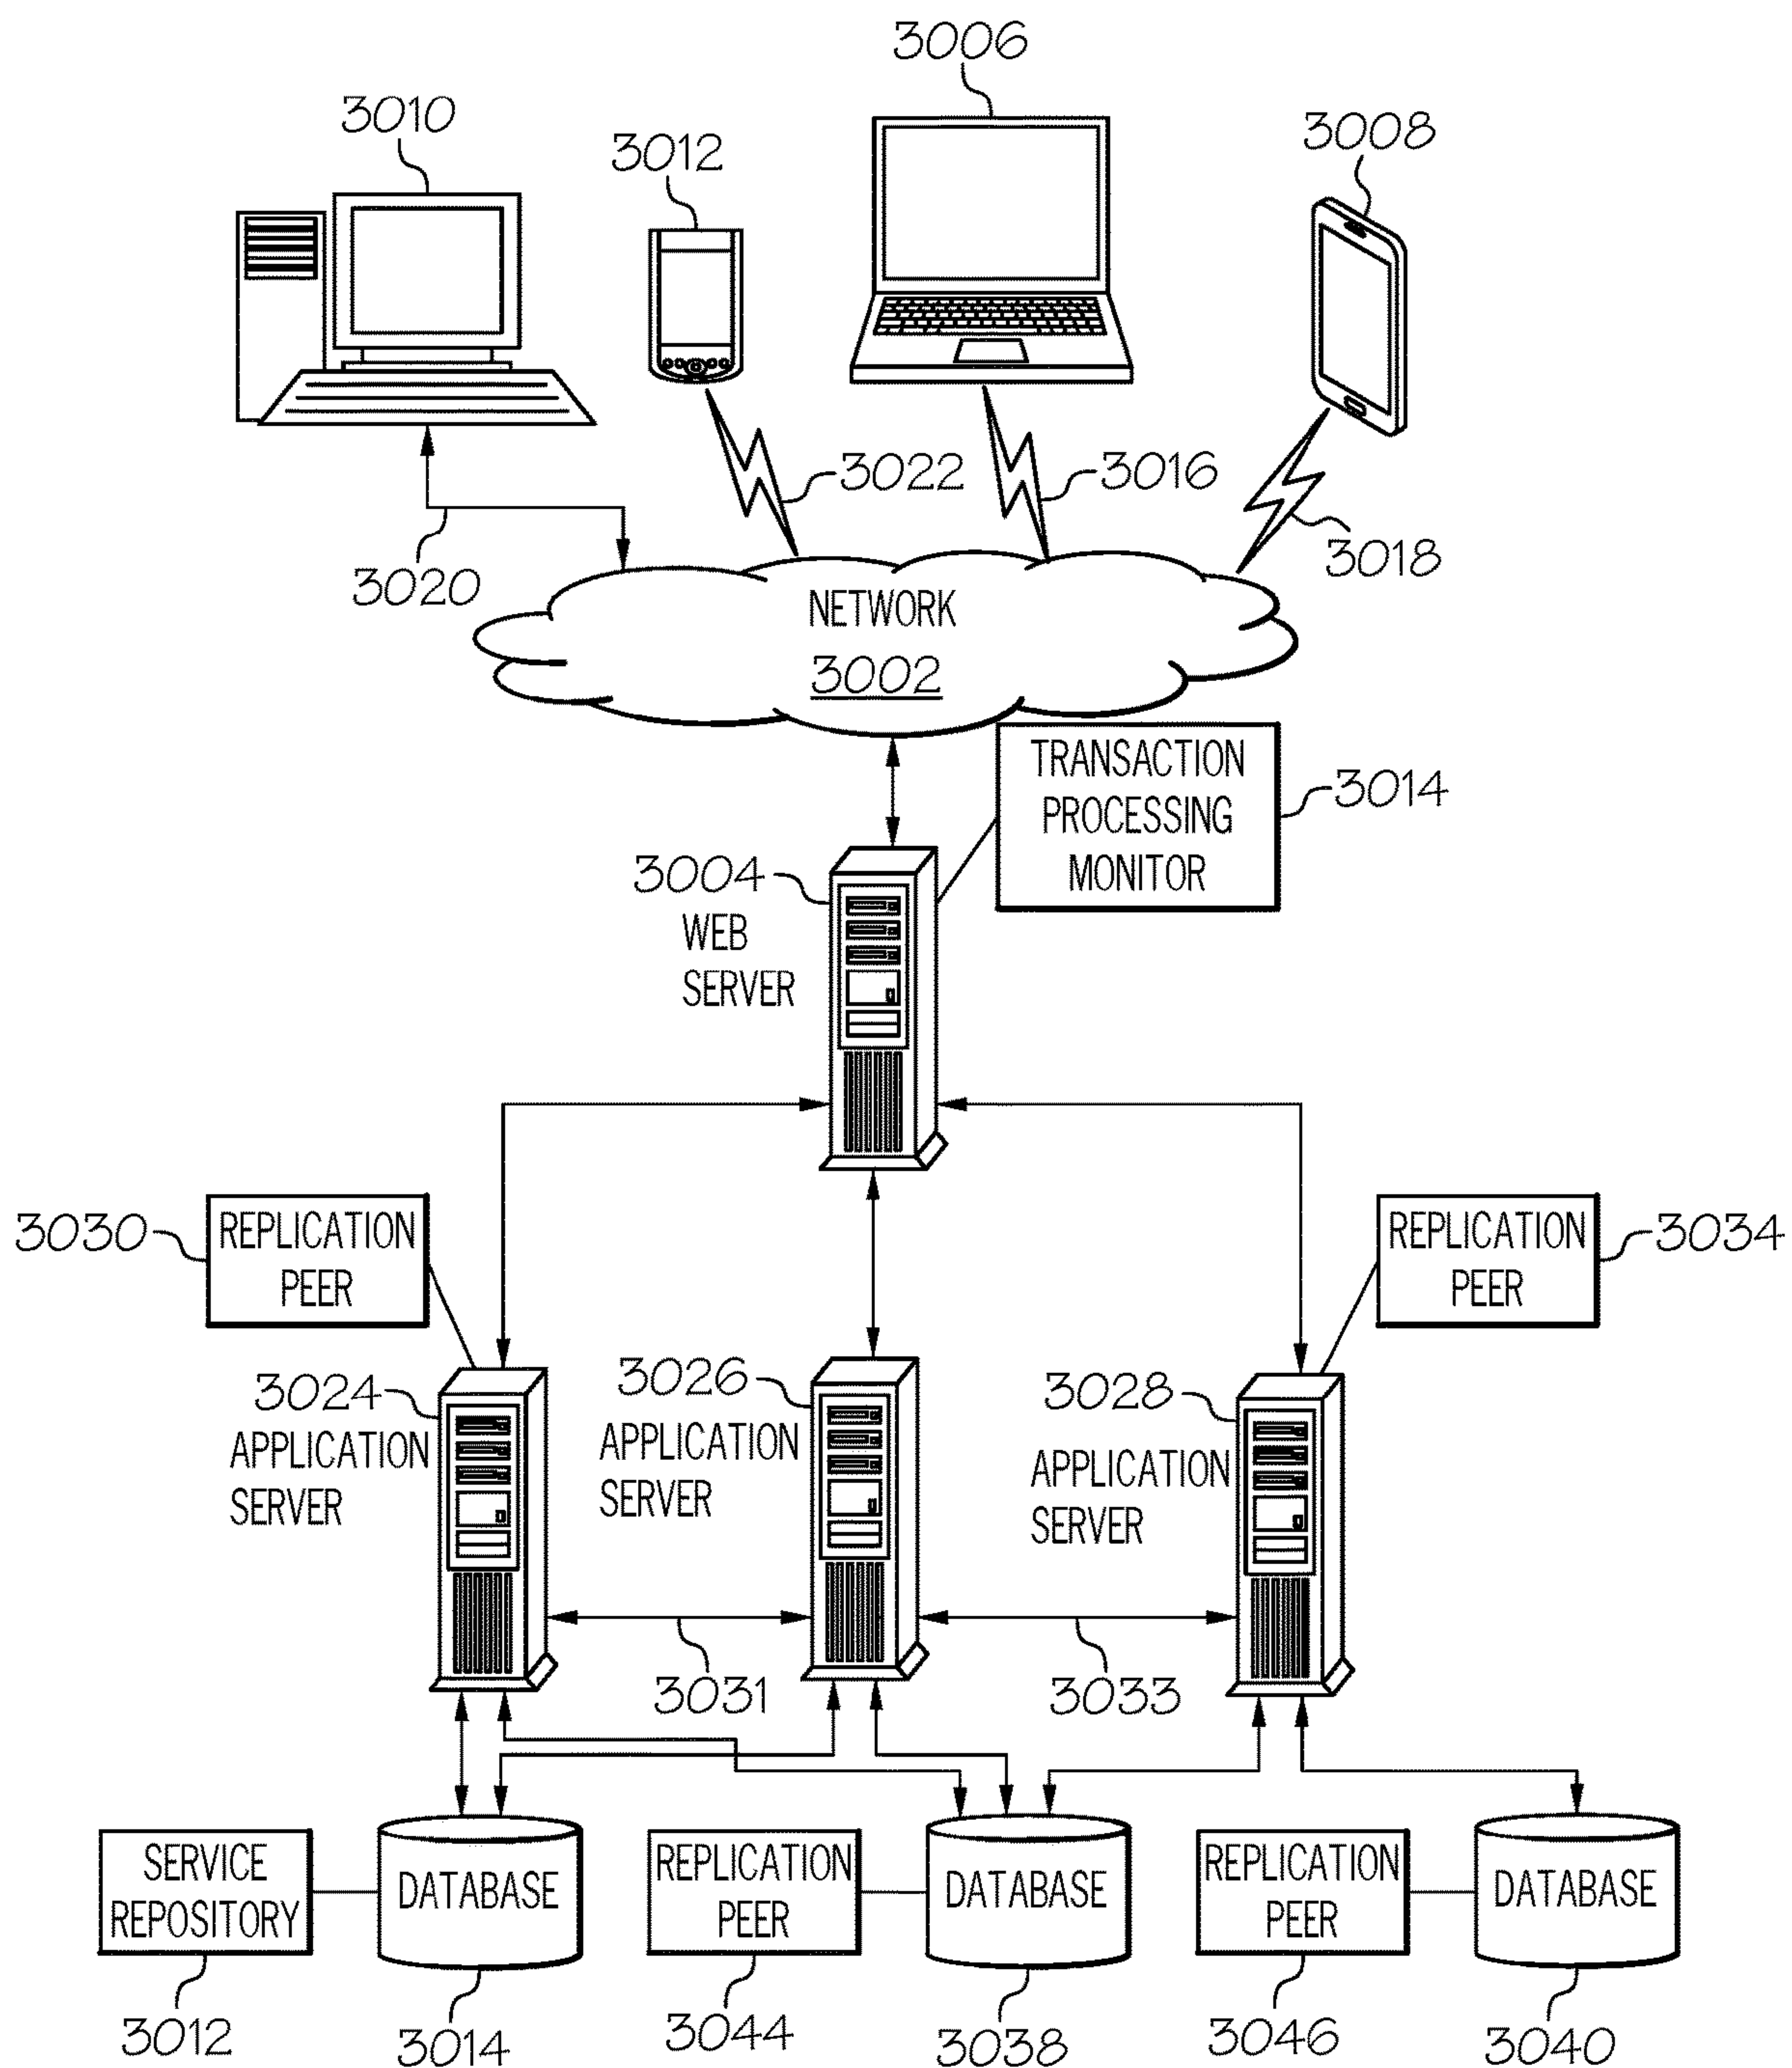 3006
3010
3012
3008
3022
3016
3018
3020
NETWORK
3002
TRANSACTION
PROCESSING
MONITOR
3014
3004
WEB
SERVER
3030
REPLICATION
PEER
REPLICATION
PEER
3034
3024
APPLICATION
SERVER
3026
APPLICATION
SERVER
3028
APPLICATION
SERVER
3031
3033
SERVICE
REPOSITORY
DATABASE
REPLICATION
PEER
DATABASE
REPLICATION
PEER
DATABASE
3012
3014
3044
3038
3046
3040